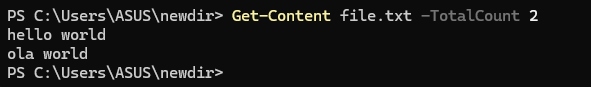 PS C:\Users\ASUS\newdir> Get-Content file.txt -TotalCount 2
hello world
ola world
PS C:\Users\ASUS\newdir>